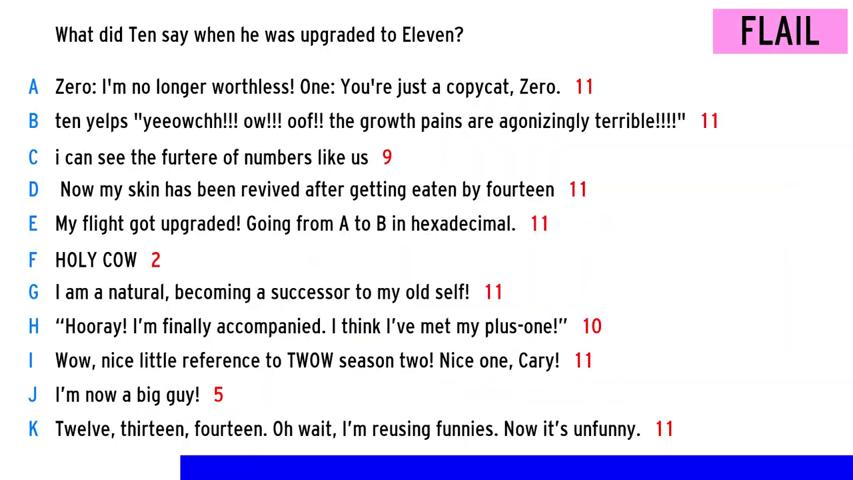 What did Ten say when he was upgraded to Eleven?
FLAIL
A Zero: I'm no longer worthless! One: You're just a copycat, Zero. 11
B ten yelps "yeeowchh!!! ow!!! oof!! the growth pains are agonizingly terrible!!!!" 11
C i can see the furtere of numbers like us 9
D Now my skin has been revived after getting eaten by fourteen 11
E My flight got upgraded! Going from A to B in hexadecimal. 11
F HOLY COW 2
G I am a natural, becoming a successor to my old self! 11
H “Hooray! I’m finally accompanied. I think I’ve met my plus-one!” 10
I Wow, nice little reference to TWOW season two! Nice one, Cary! 11
J I’m now a big guy! 5
K Twelve, thirteen, fourteen. Oh wait, I’m reusing funnies. Now it’s unfunny. 11